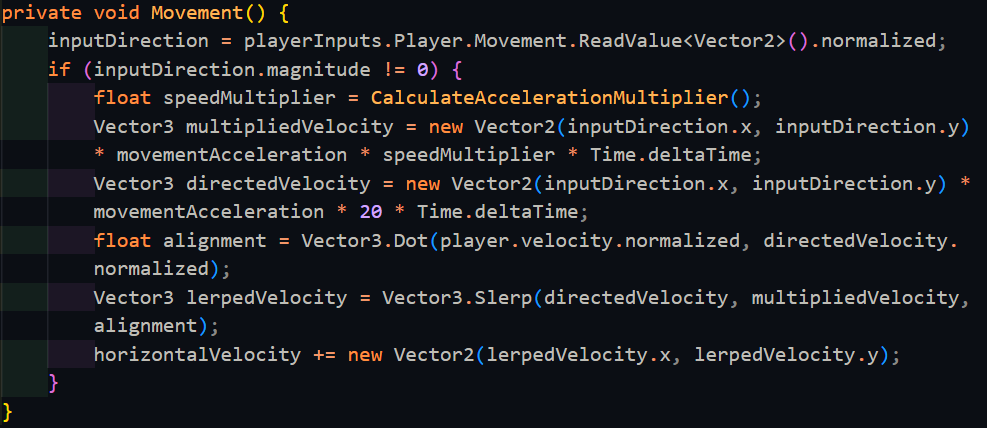 private void Movement() {
inputDirection = playerInputs.Player.Movement.ReadValue<Vector2>().normalized;
if (inputDirection.magnitude != 0) {
float speedMultiplier = CalculateAccelerationMultiplier();
Vector3 multipliedVelocity = new Vector2(inputDirection.x, inputDirection.y)
* movementAcceleration * speedMultiplier * Time.deltaTime;
Vector3 directedVelocity = new Vector2(inputDirection.x, inputDirection.y) *
movementAcceleration * 20 * Time.deltaTime;
float alignment = Vector3.Dot(player.velocity.normalized, directedVelocity.
normalized);
Vector3 lerpedVelocity = Vector3.Slerp(directedVelocity, multipliedVelocity,
alignment);
horizontalVelocity += new Vector2(lerpedVelocity.x, lerpedVelocity.y);
}
}